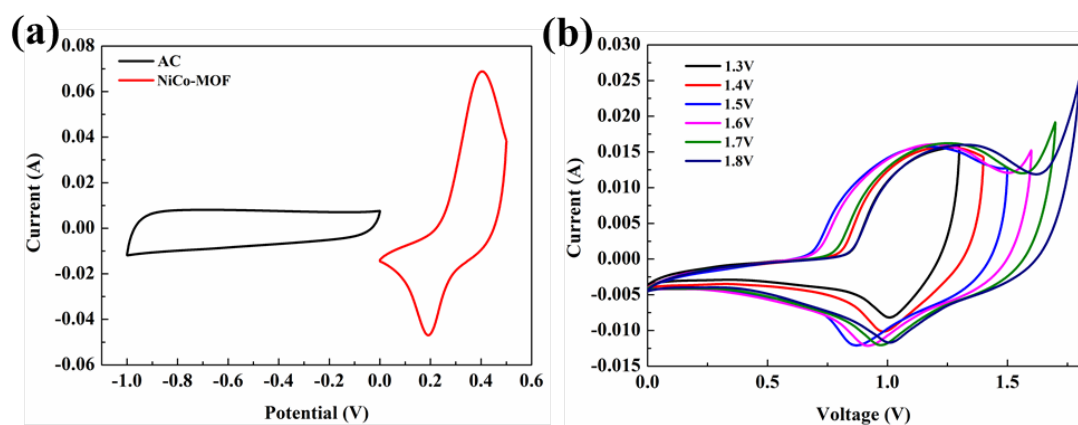 (a)
0.08
0.06
0.04
0.02
0.00
-0.02
-0.04
-0.06
Current (A)
AC
NiCo-MOF
-1.0 -0.8 -0.6 -0.4 -0.2 0.0 0.2 0.4 0.6
Potential (V)
(b)
0.030
0.025
0.020
0.015
0.010
0.005
0.000
-0.005
-0.010
-0.015
Current (A)
1.3V
1.4V
1.5V
1.6V
1.7V
1.8V
0.0 0.5 1.0 1.5
Voltage (V)